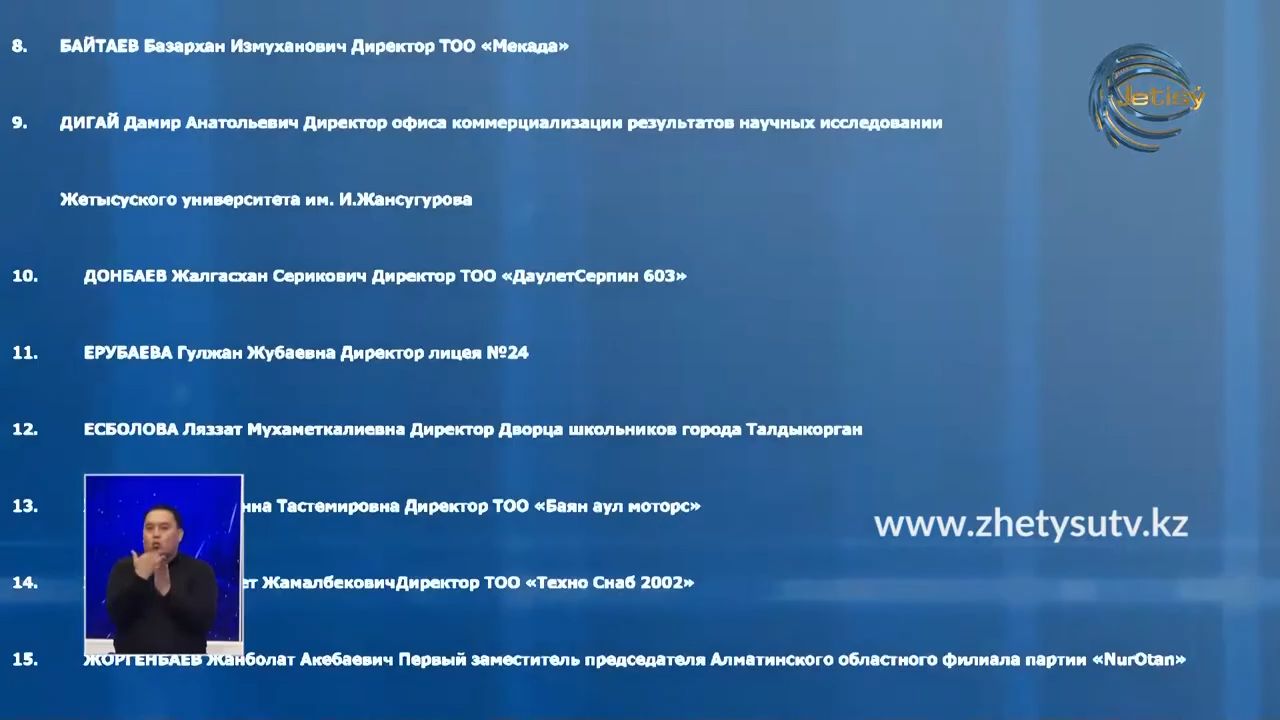 8. БАЙТАЕВ Базархан Измуханович Директор ТОО «Мекада»
Jetisý
9. ДИГАЙ Дамир Анатольевич Директор офиса коммерциализации результатов научных исследовании
Жетысуского университета им. И.Жансугурова
10. ДОНБАЕВ Жалгасхан Серикович Директор ТОО «ДаулетСерпин 603»
11. ЕРУБАЕВА Гулжан Жубаевна Директор лицея №24
12. ЕСБОЛОВА Ляззат Мухаметкалиевна Директор Дворца школьников города Талдыкорган
13. Тастемировна Директор ТОО «Баян аул моторс»
www.zhetysutv.kz
14. ЖамалбековичДиректор ТОО «Техно Снаб 2002»
15. ЖОРГЕНБАЕВ Жанболат Акебаевич Первый заместитель председателя Алматинского областного филиала партии «NurOtan»